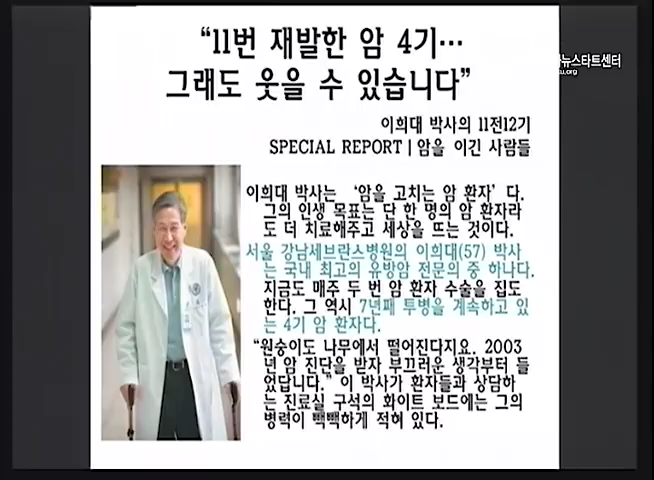 “11번 재발한 암 4기…
그래도 웃을 수 있습니다”
뉴스타트센터
이희대 박사의 11전12기
SPECIAL REPORT | 암을 이긴 사람들
이희대 박사는 ‘암을 고치는 암 환자’다.
그의 인생 목표는 단 한 명의 암 환자라
도 더 치료해주고 세상을 뜨는 것이다.
서울 강남세브란스병원의 이희대(57) 박사
는 국내 최고의 유방암 전문의 중 하나다.
지금도 매주 두 번 암 환자 수술을 집도
한다. 그 역시 7년째 투병을 계속하고 있
는 4기 암 환자다.
“원숭이도 나무에서 떨어진다지요. 2003
년 암 진단을 받자 부끄러운 생각부터 들
었답니다.” 이 박사가 환자들과 상담하
는 진료실 구석의 화이트 보드에는 그의
병력이 빽빽하게 적혀 있다.